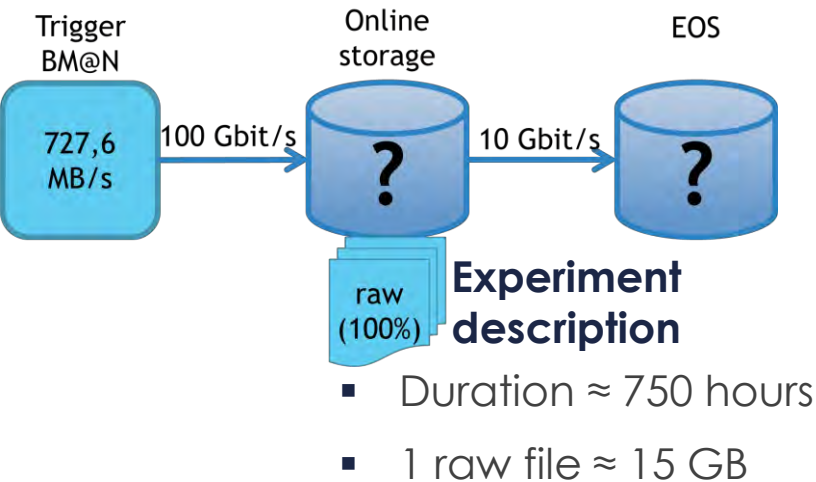 Trigger
BM@N
Online
storage
EOS
727,6
MB/s
100 Gbit/s
?
10 Gbit/s
?
raw
(100%)
Experiment
description
▪ Duration ≈ 750 hours
▪ 1 raw file ≈ 15 GB